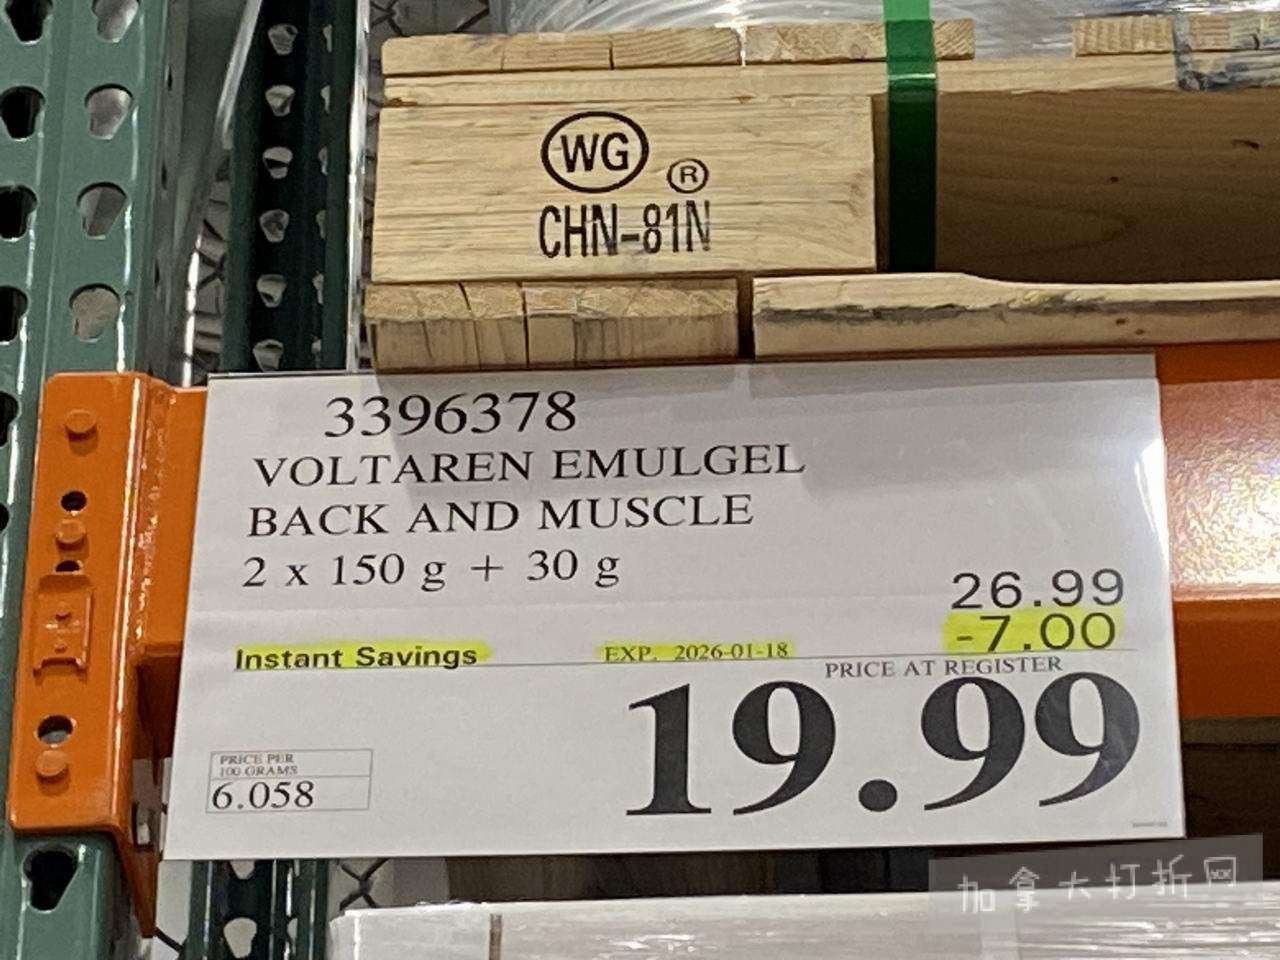 WG
®
CHN-81N
3396378
VOLTAREN EMULGEL
BACK AND MUSCLE
2 x 150 g + 30 g
26.99
-7.00
Instant Savings EXP. 2026-01-18
PRICE AT REGISTER
19.99
PRICE PER
100 GRAMS
6.058
加拿大打折网